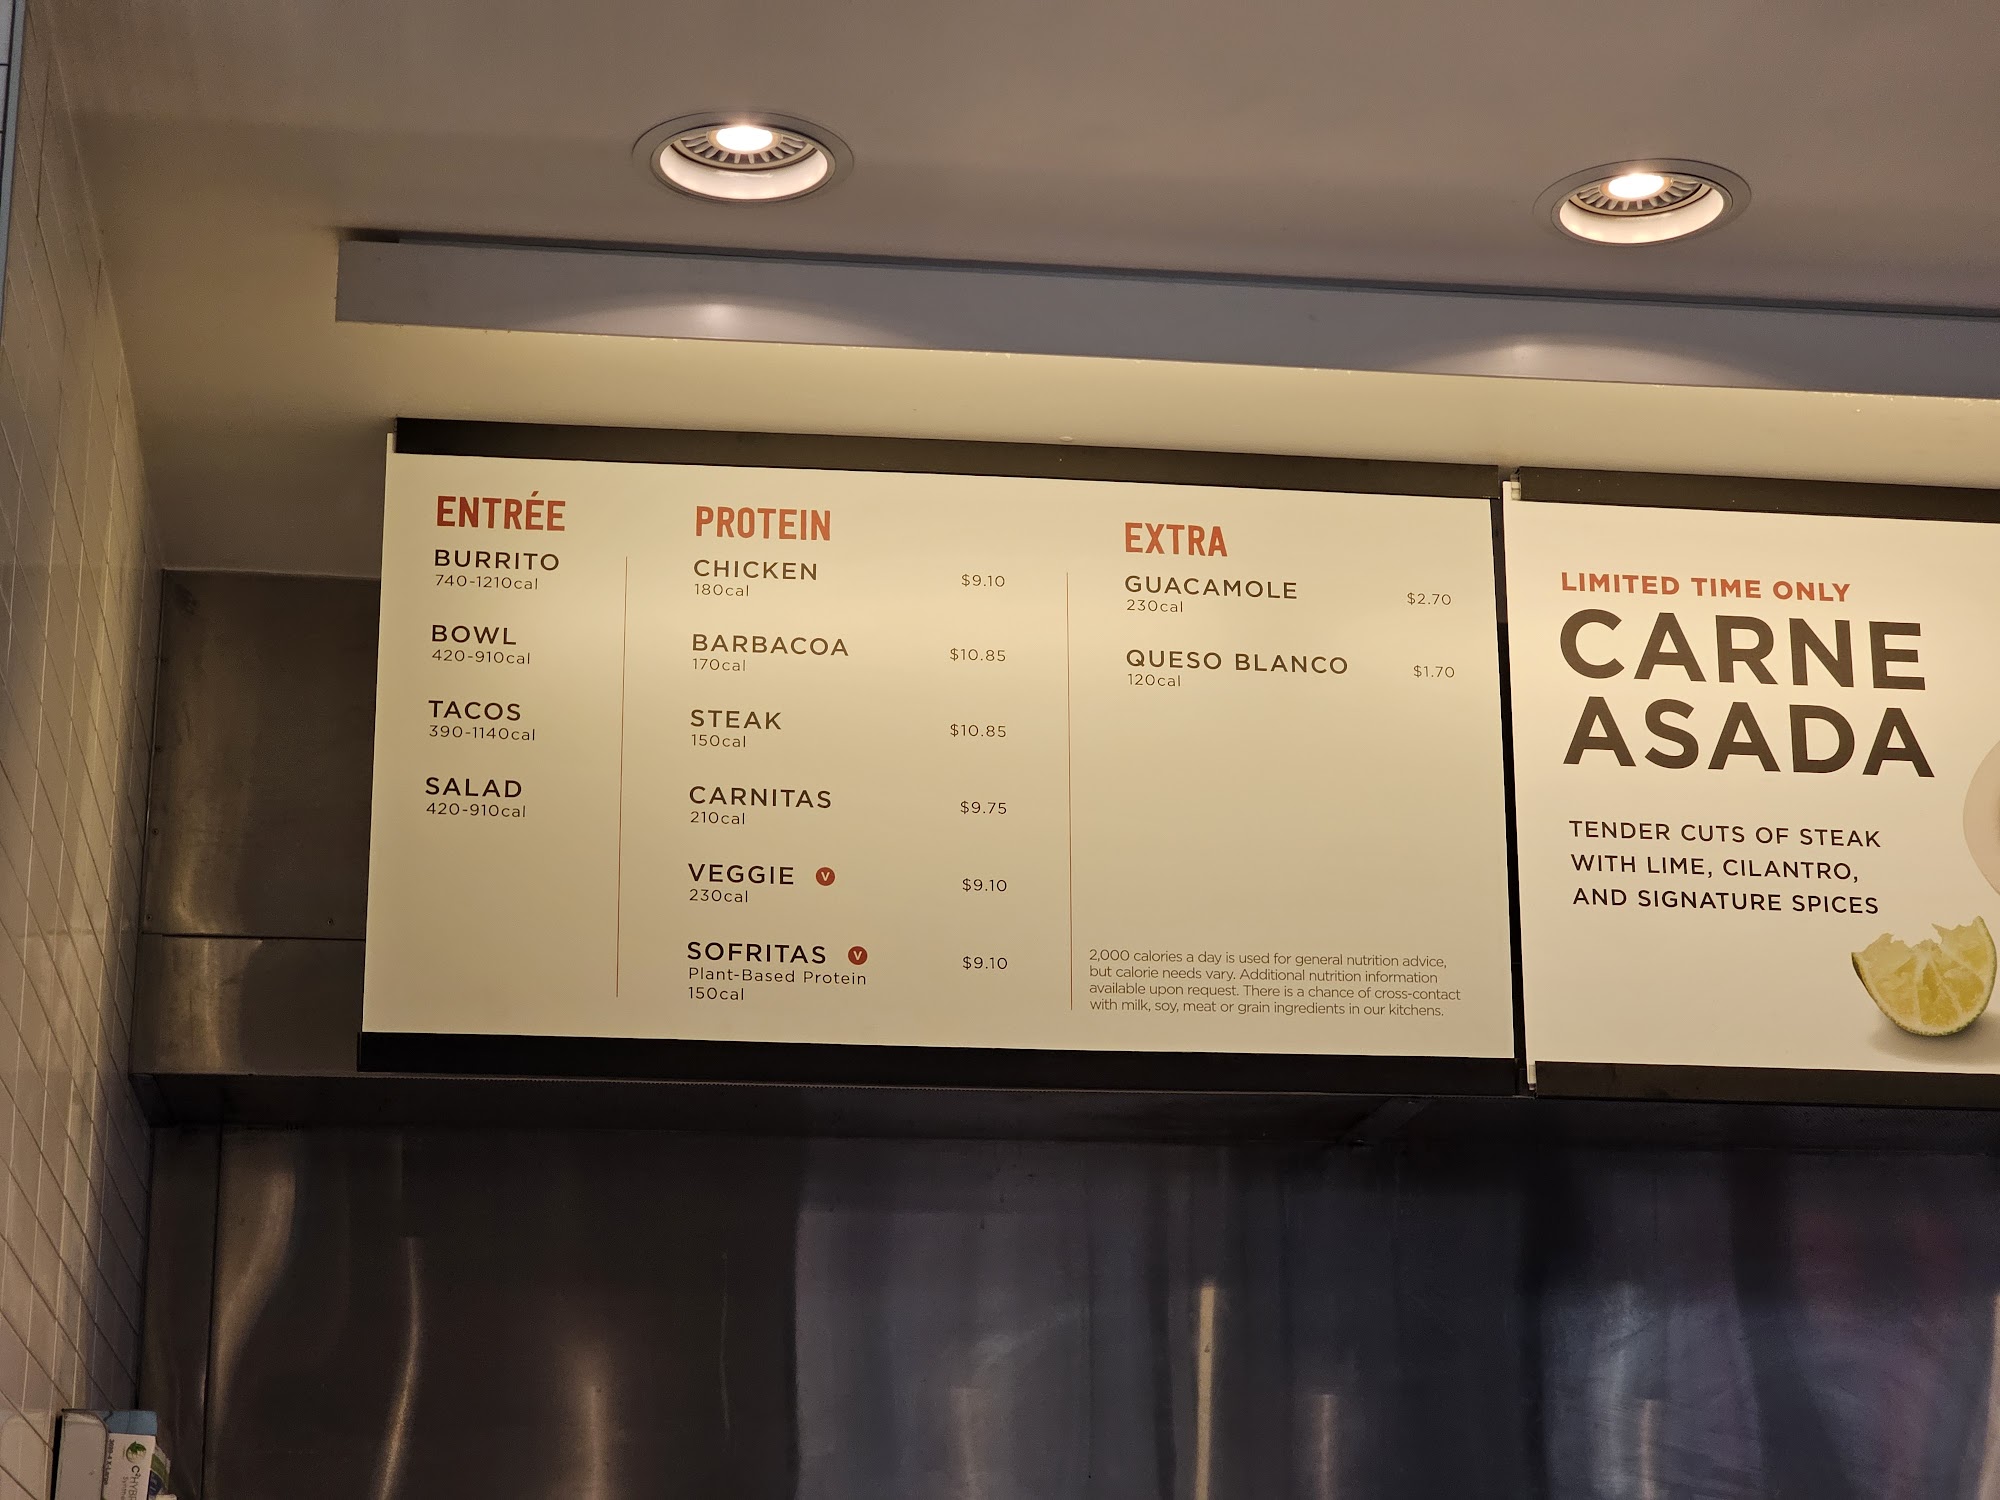 ENTRÉE
BURRITO
740-1210cal
BOWL
420-910cal
TACOS
390-1140cal
SALAD
420-910cal
PROTEIN
CHICKEN $9.10
180cal
BARBACOA $10.85
170cal
STEAK $10.85
150cal
CARNITAS $9.75
210cal
VEGGIE V $9.10
230cal
SOFRITAS V $9.10
Plant-Based Protein
150cal
EXTRA
GUACAMOLE $2.70
230cal
QUESO BLANCO $1.70
120cal
2,000 calories a day is used for general nutrition advice,
but calorie needs vary. Additional nutrition information
available upon request. There is a chance of cross-contact
with milk, soy, meat or grain ingredients in our kitchens.
LIMITED TIME ONLY
CARNE
ASADA
TENDER CUTS OF STEAK
WITH LIME, CILANTRO,
AND SIGNATURE SPICES